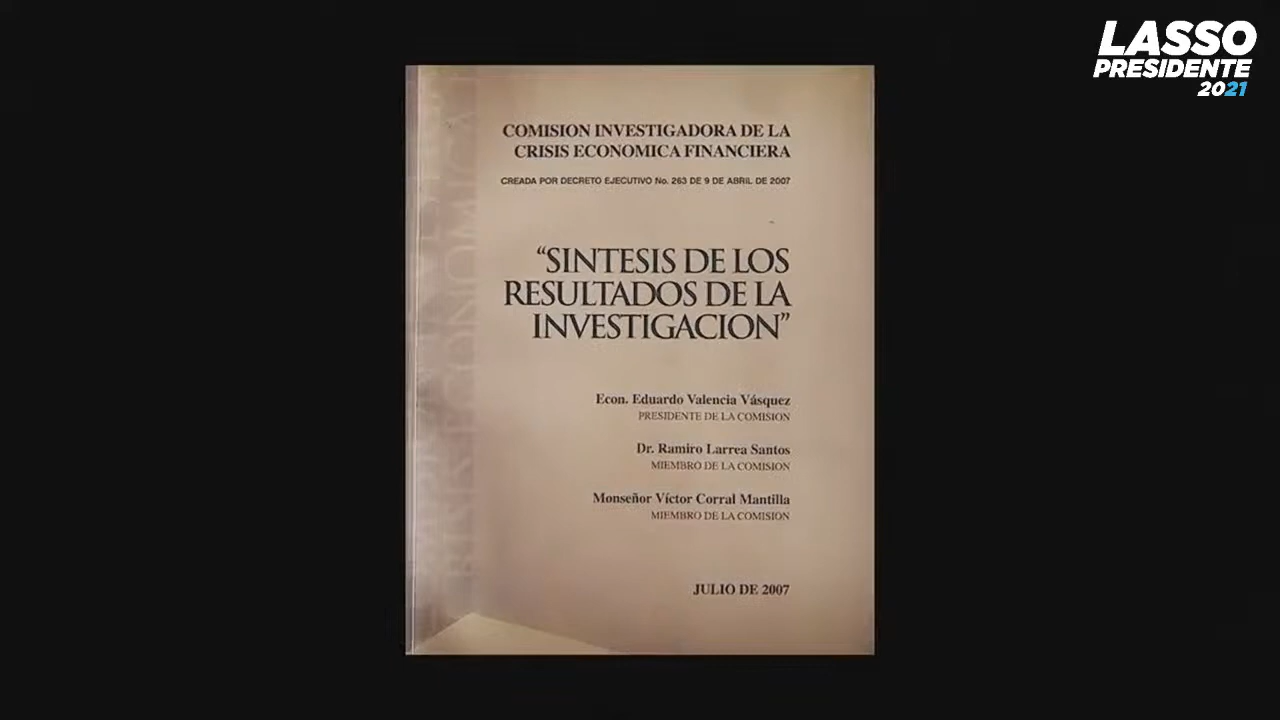 LASSO
PRESIDENTE
2021
COMISION INVESTIGADORA DE LA
CRISIS ECONOMICA FINANCIERA
CREADA POR DECRETO EJECUTIVO No. 263 DE 9 DE ABRIL DE 2007
“SINTESIS DE LOS
RESULTADOS DE LA
INVESTIGACION”
Econ. Eduardo Valencia Vásquez
PRESIDENTE DE LA COMISION
Dr. Ramiro Larrea Santos
MIEMBRO DE LA COMISION
Monseñor Víctor Corral Mantilla
MIEMBRO DE LA COMISION
JULIO DE 2007